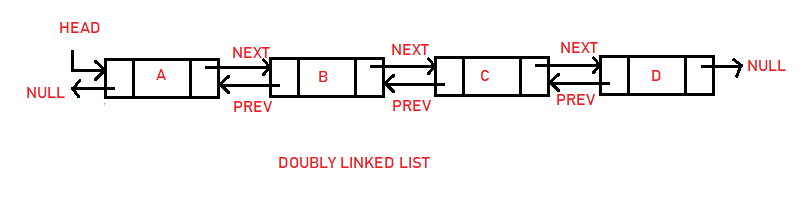 HEAD
NEXT NEXT NEXT
A B C D NULL
NULL PREV PREV PREV
DOUBLY LINKED LIST